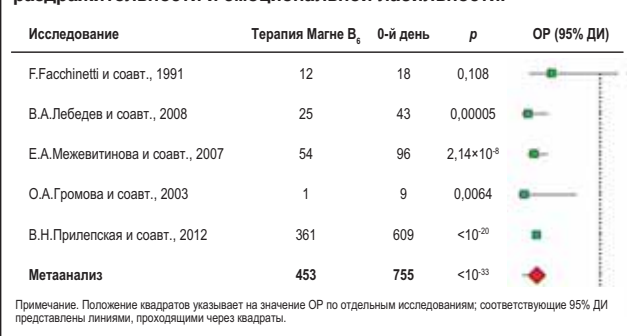 раздражительности и эмоциональной лабильности.
Исследование Терапия Магне B₆ 0-й день p ОР (95% ДИ)
F.Facchinetti и соавт., 1991 12 18 0,108
В.А.Лебедев и соавт., 2008 25 43 0,00005
Е.А.Межевитинова и соавт., 2007 54 96 2,14×10⁻⁸
О.А.Громова и соавт., 2003 1 9 0,0064
В.Н.Прилепская и соавт., 2012 361 609 <10⁻²⁰
Метаанализ 453 755 <10⁻³³
Примечание. Положение квадратов указывает на значение ОР по отдельным исследованиям; соответствующие 95% ДИ
представлены линиями, проходящими через квадраты.